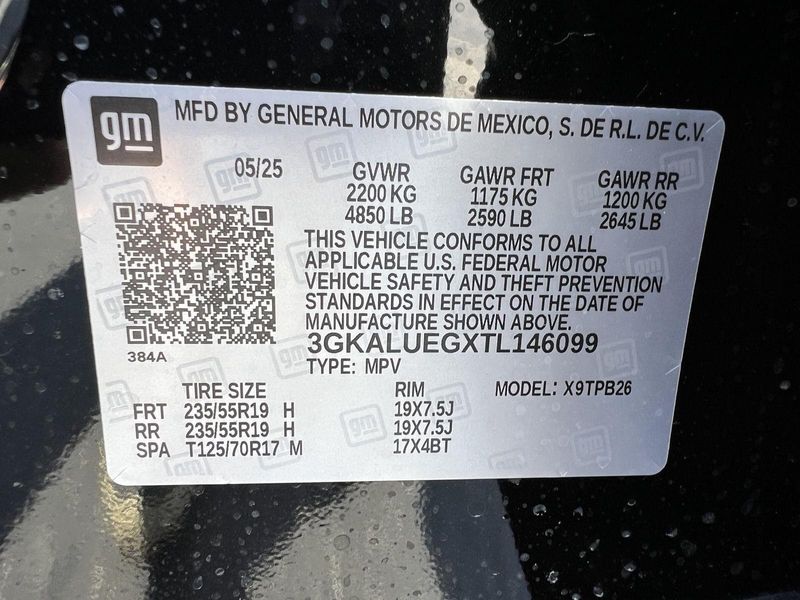 gm
MFD BY GENERAL MOTORS DE MEXICO, S. DE R.L. DE C.V.
05/25
GVWR GAWR FRT GAWR RR
2200 KG 1175 KG 1200 KG
4850 LB 2590 LB 2645 LB
THIS VEHICLE CONFORMS TO ALL
APPLICABLE U.S. FEDERAL MOTOR
VEHICLE SAFETY AND THEFT PREVENTION
STANDARDS IN EFFECT ON THE DATE OF
MANUFACTURE SHOWN ABOVE.
3GKALUEGXTL146099
384A
TYPE: MPV
TIRE SIZE RIM MODEL: X9TPB26
FRT 235/55R19 H 19X7.5J
RR 235/55R19 H 19X7.5J
SPA T125/70R17 M 17X4BT